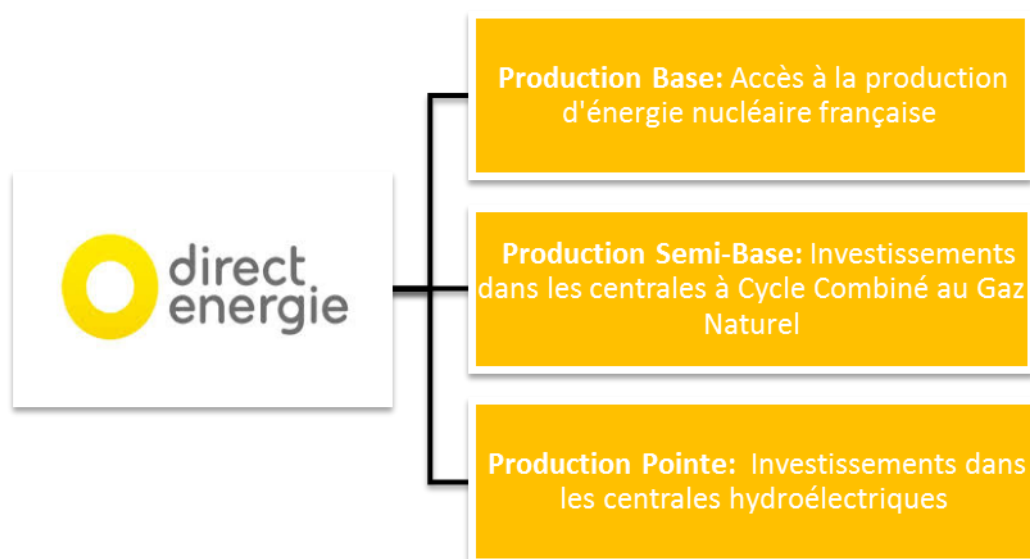 direct
energie
Production Base: Accès à la production
d'énergie nucléaire française
Production Semi-Base: Investissements
dans les centrales à Cycle Combiné au Gaz
Naturel
Production Pointe: Investissements dans
les centrales hydroélectriques